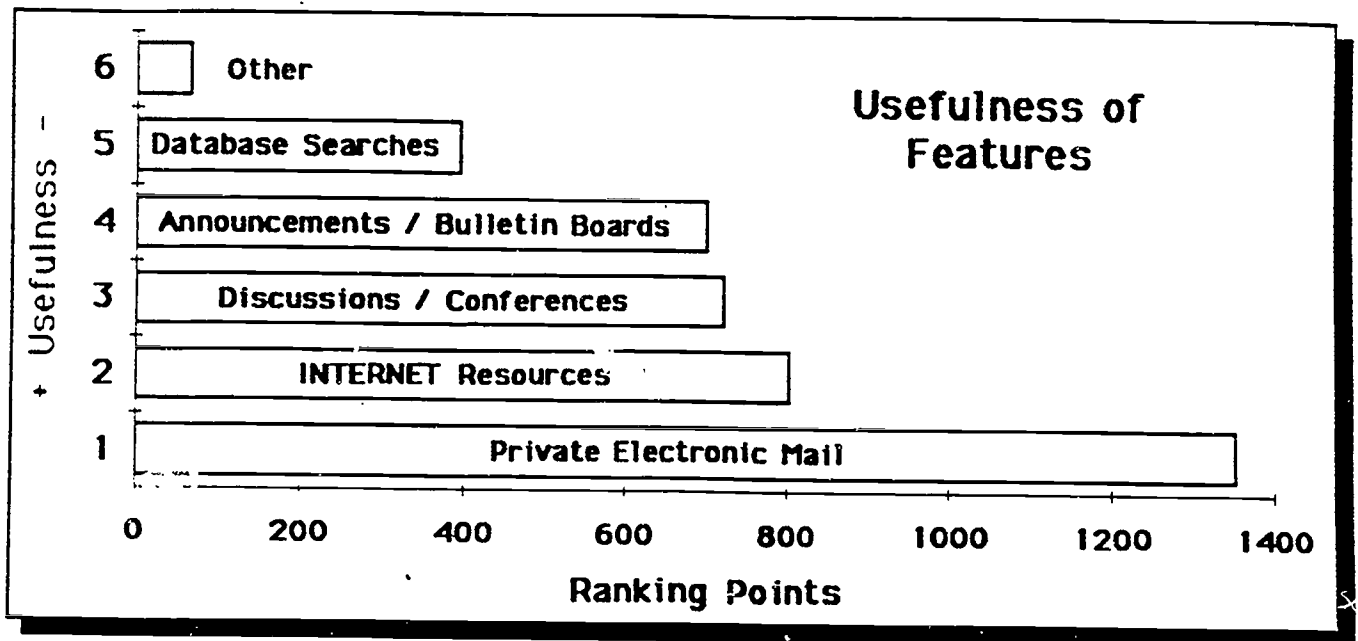 Usefulness of
Features
6 Other
5 Database Searches
4 Announcements / Bulletin Boards
3 Discussions / Conferences
2 INTERNET Resources
1 Private Electronic Mail
+ Usefulness -
0 200 400 600 800 1000 1200 1400
Ranking Points